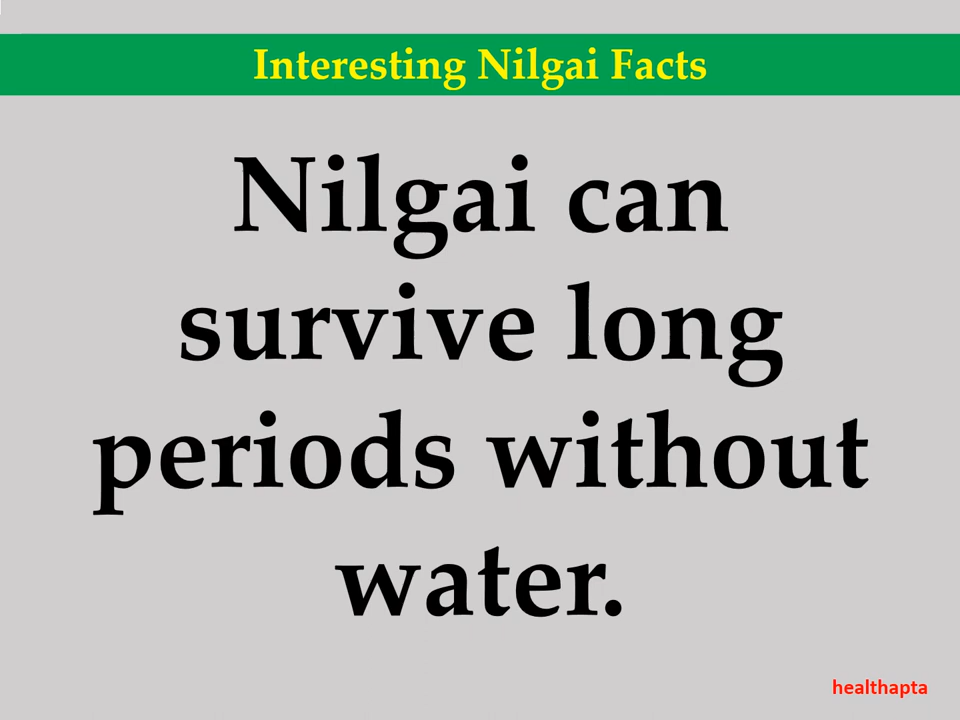 Interesting Nilgai Facts
Nilgai can
survive long
periods without
water.
healthapta